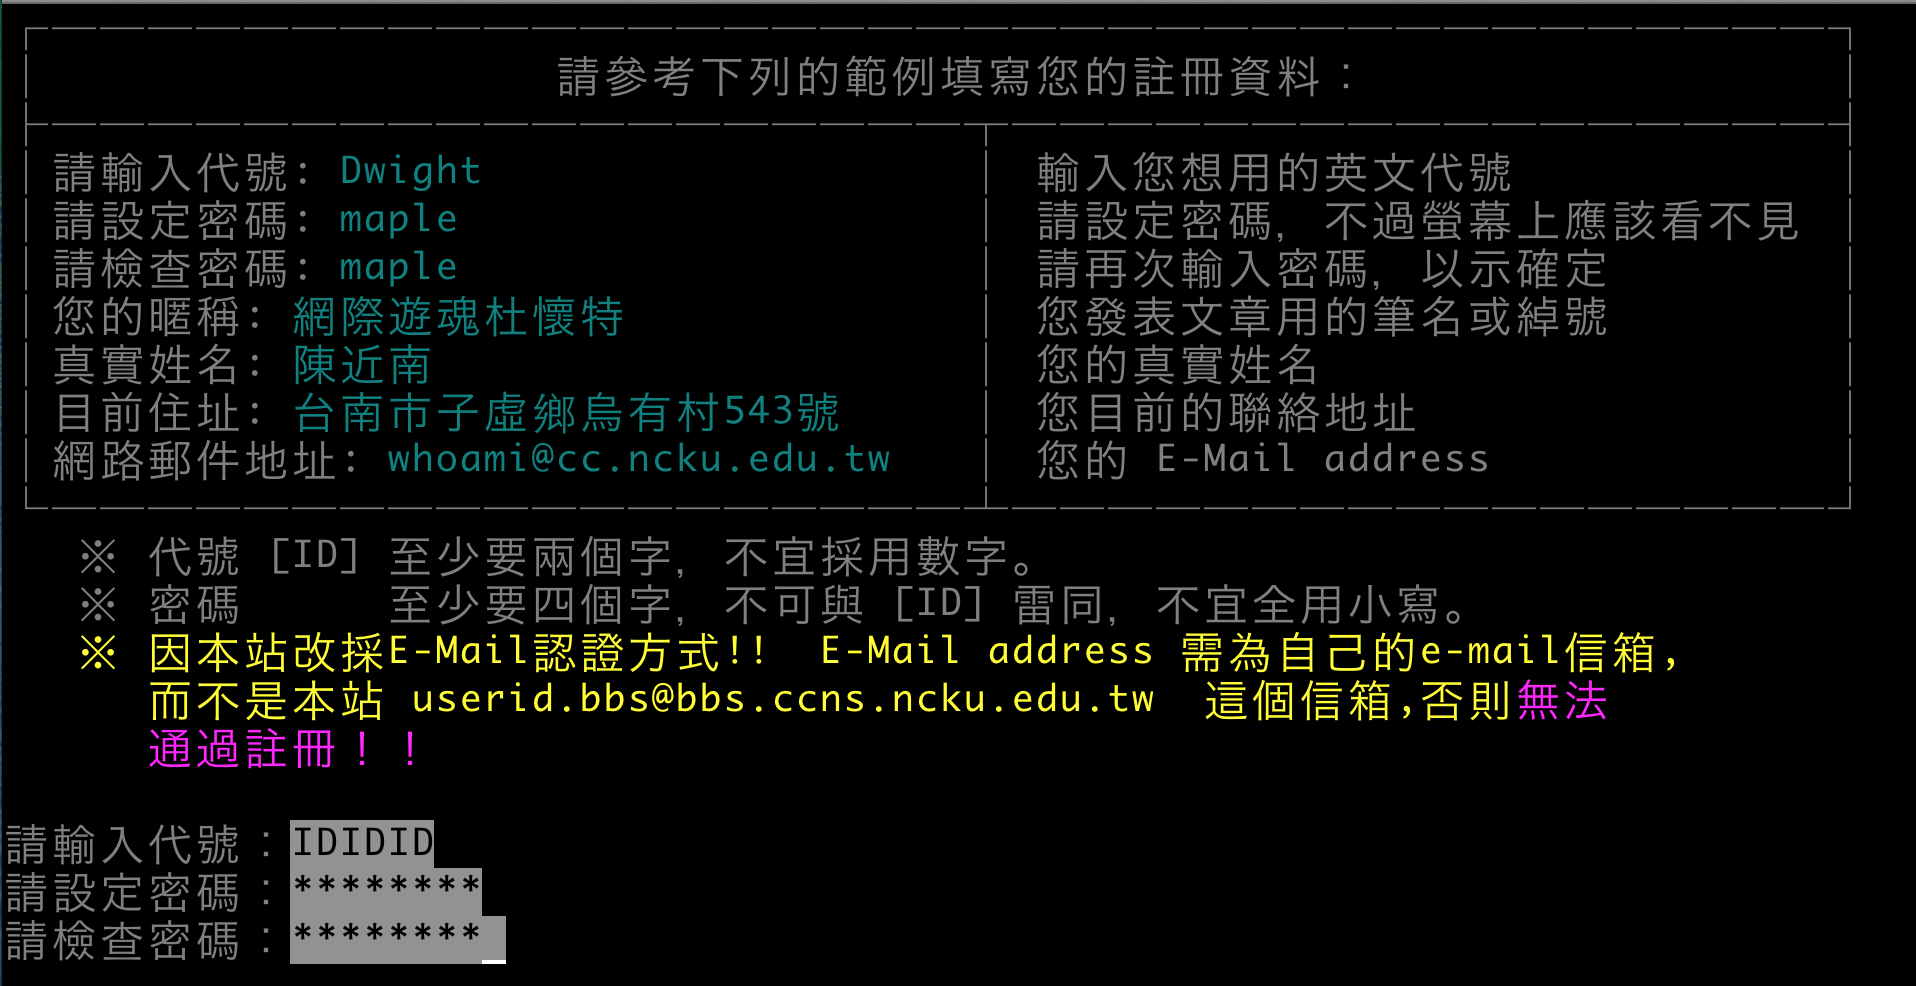 請參考下列的範例填寫您的註冊資料：
請輸入代號： Dwight 輸入您想用的英文代號
請設定密碼： maple 請設定密碼，不過螢幕上應該看不見
請檢查密碼： maple 請再次輸入密碼，以示確定
您的暱稱： 網際遊魂杜懷特 您發表文章用的筆名或綽號
真實姓名： 陳近南 您的真實姓名
目前住址： 台南市子虛鄉烏有村543號 您目前的聯絡地址
網路郵件地址： whoami@cc.ncku.edu.tw 您的 E-Mail address
※ 代號 [ID] 至少要兩個字，不宜採用數字。
※ 密碼 至少要四個字，不可與 [ID] 雷同，不宜全用小寫。
※ 因本站改採E-Mail認證方式!! E-Mail address 需為自己的e-mail信箱,
而不是本站 userid.bbs@bbs.ccns.ncku.edu.tw 這個信箱,否則無法
通過註冊！！
請輸入代號：IDIDID
請設定密碼：********
請檢查密碼：********_